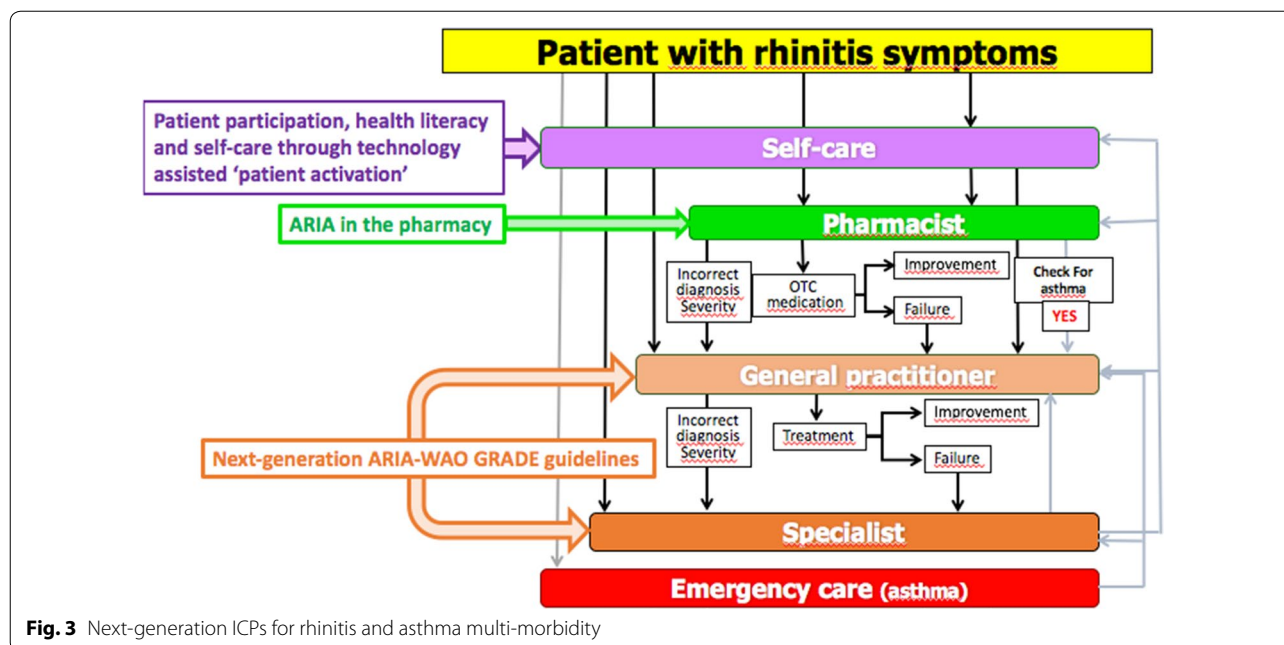 Patient with rhinitis symptoms
Patient participation, health literacy
and self-care through technology
assisted ‘patient activation’
Self-care
ARIA in the pharmacy
Pharmacist
Incorrect
diagnosis
Severity
OTC
medication
Improvement
Failure
Check For
asthma
YES
General practitioner
Next-generation ARIA-WAO GRADE guidelines
Incorrect
diagnosis
Severity
Treatment
Improvement
Failure
Specialist
Emergency care (asthma)
Fig. 3 Next-generation ICPs for rhinitis and asthma multi-morbidity